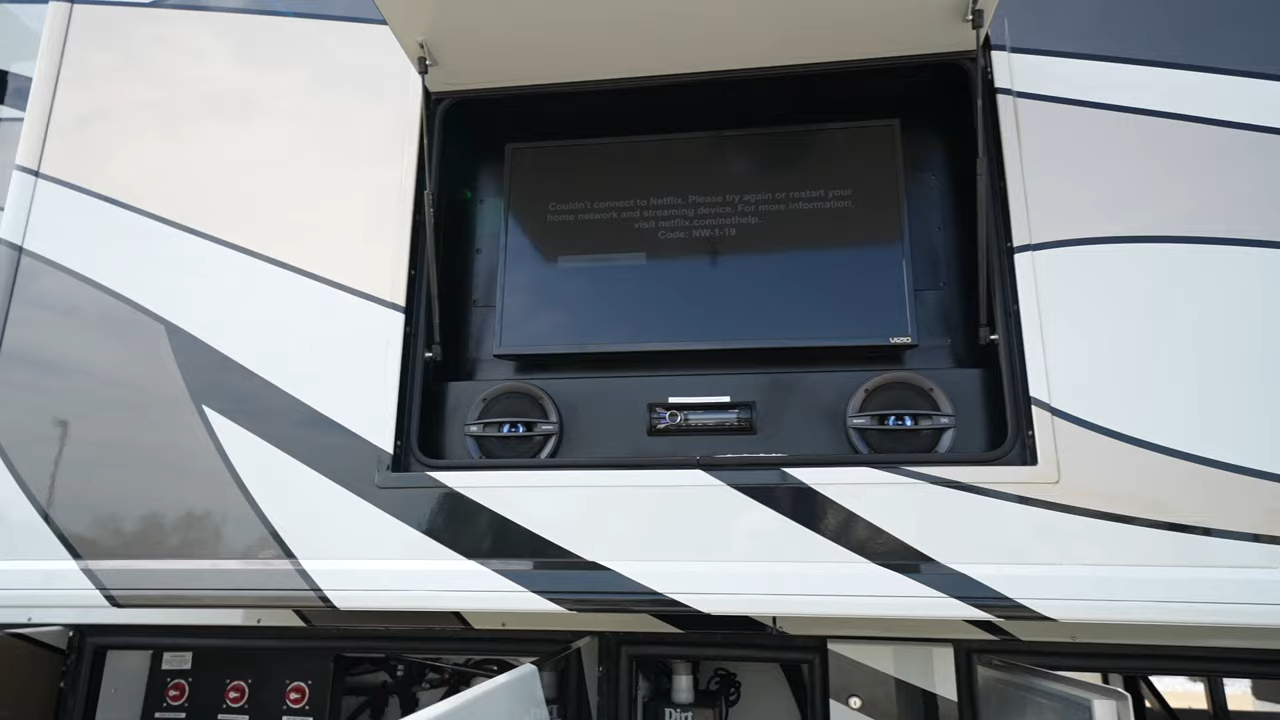 Couldn't connect to Netflix. Please try again or restart your
home network and streaming device. For more information,
visit netflix.com/nethelp.
Code: NW-1-19
VIZIO
Dirt